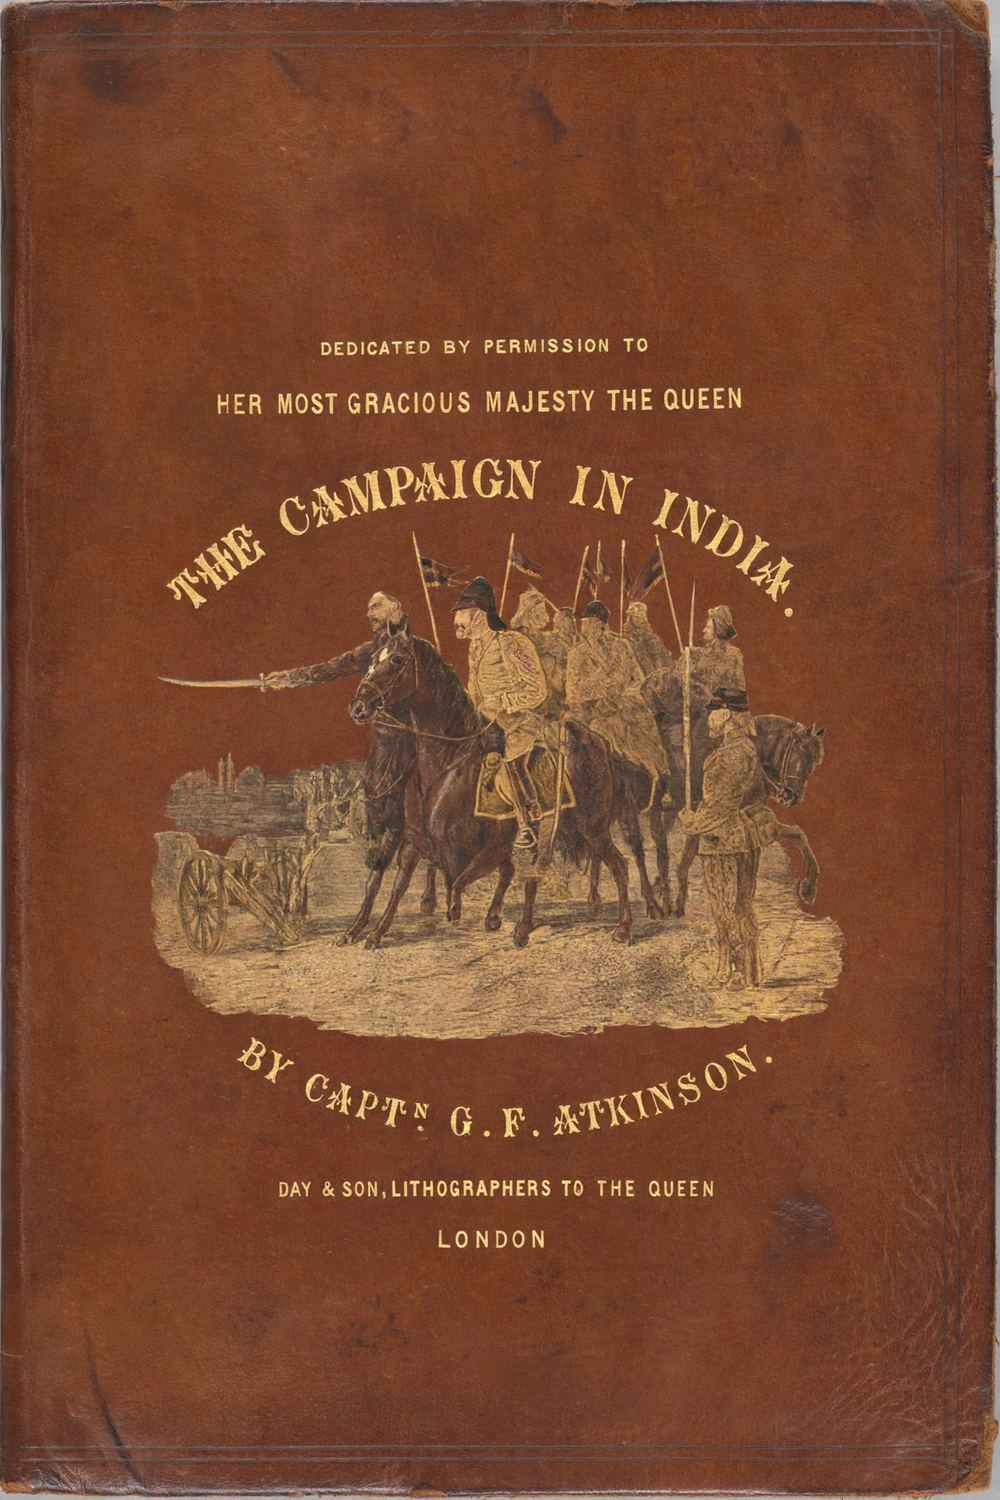 DEDICATED BY PERMISSION TO
HER MOST GRACIOUS MAJESTY THE QUEEN
THE CAMPAIGN IN INDIA.
BY CAPTN. G. F. ATKINSON.
DAY & SON, LITHOGRAPHERS TO THE QUEEN
LONDON